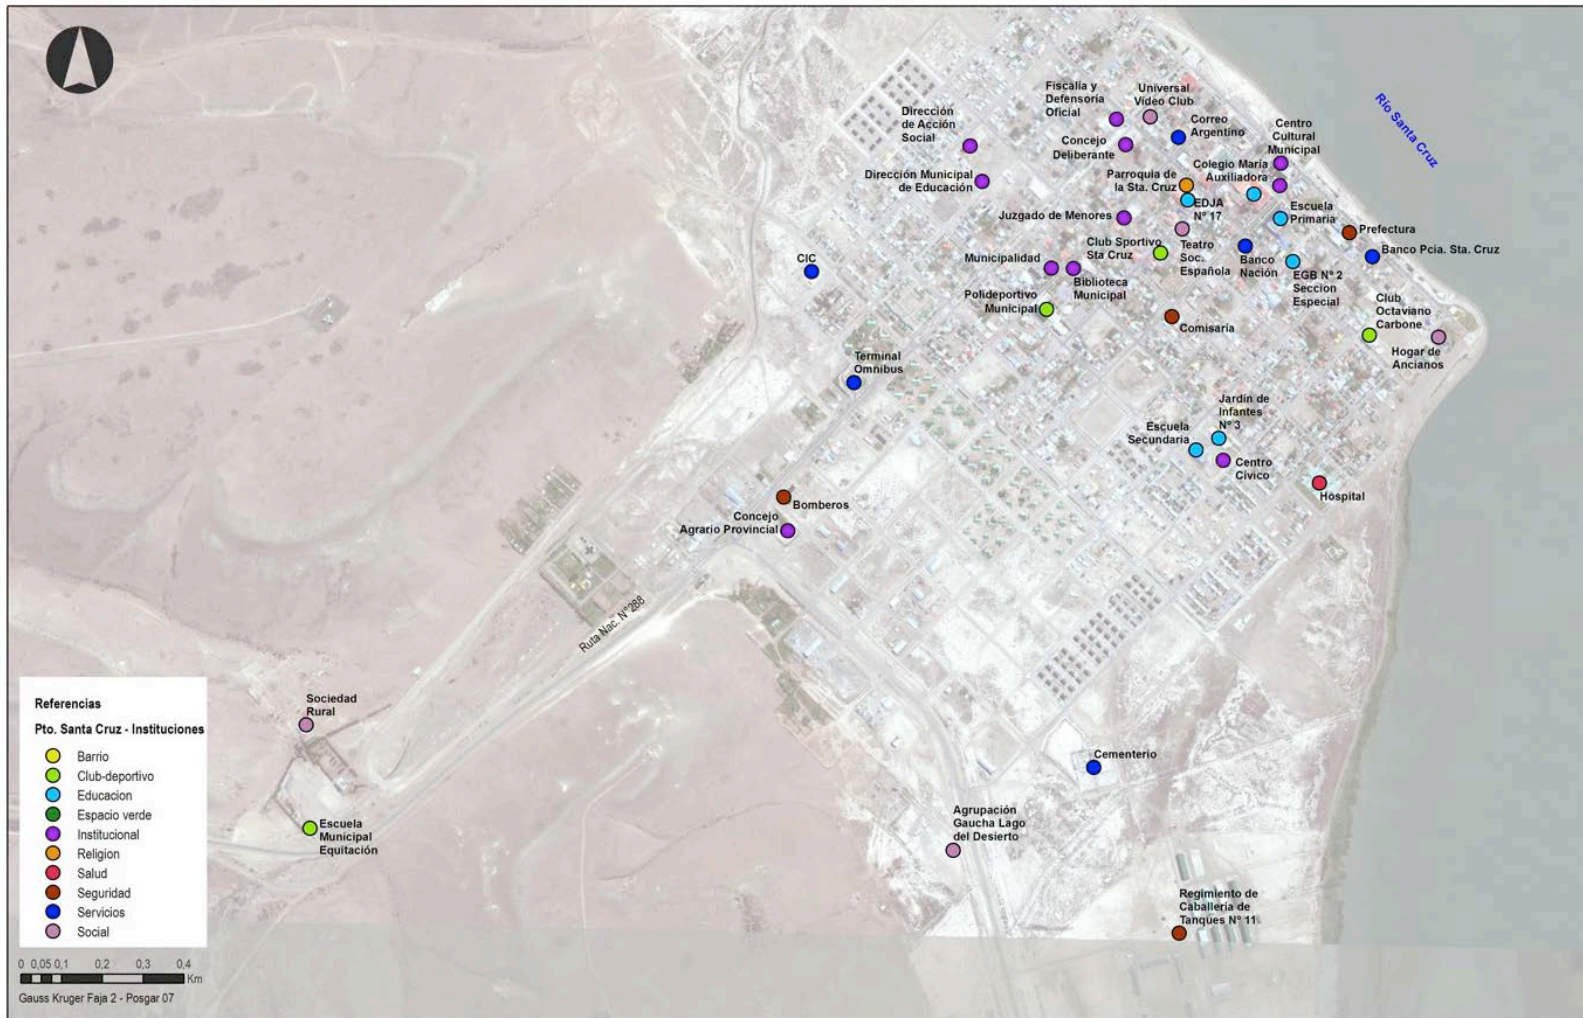 Fiscalía y
Defensoría
Oficial
Universal
Vídeo Club
Dirección
de Acción
Social
Concejo
Deliberante
Correo
Argentino
Centro
Cultural
Municipal
Río Santa Cruz
Dirección Municipal
de Educación
Parroquia de
la Sta. Cruz
Colegio María
Auxiliadora
EDJA
Nº 17
Escuela
Primaria
Juzgado de Menores
Prefectura
Club Sportivo
Sta Cruz
Teatro
Soc.
Española
Banco
Nación
Banco Pcia. Sta. Cruz
CIC
Municipalidad
Biblioteca
Municipal
EGB Nº 2
Seccion
Especial
Polideportivo
Municipal
Comisaría
Club
Octaviano
Carbone
Hogar de
Ancianos
Terminal
Omnibus
Jardín de
Infantes
Nº 3
Escuela
Secundaria
Centro
Cívico
Hospital
Bomberos
Concejo
Agrario Provincial
Ruta Nac. N°288
Sociedad
Rural
Cementerio
Escuela
Municipal
Equitación
Agrupación
Gaucha Lago
del Desierto
Regimiento de
Caballería de
Tanques Nº 11
Referencias
Pto. Santa Cruz - Instituciones
Barrio
Club-deportivo
Educacion
Espacio verde
Institucional
Religion
Salud
Seguridad
Servicios
Social
0 0,05 0,1 0,2 0,3 0,4
Km
Gauss Kruger Faja 2 - Posgar 07